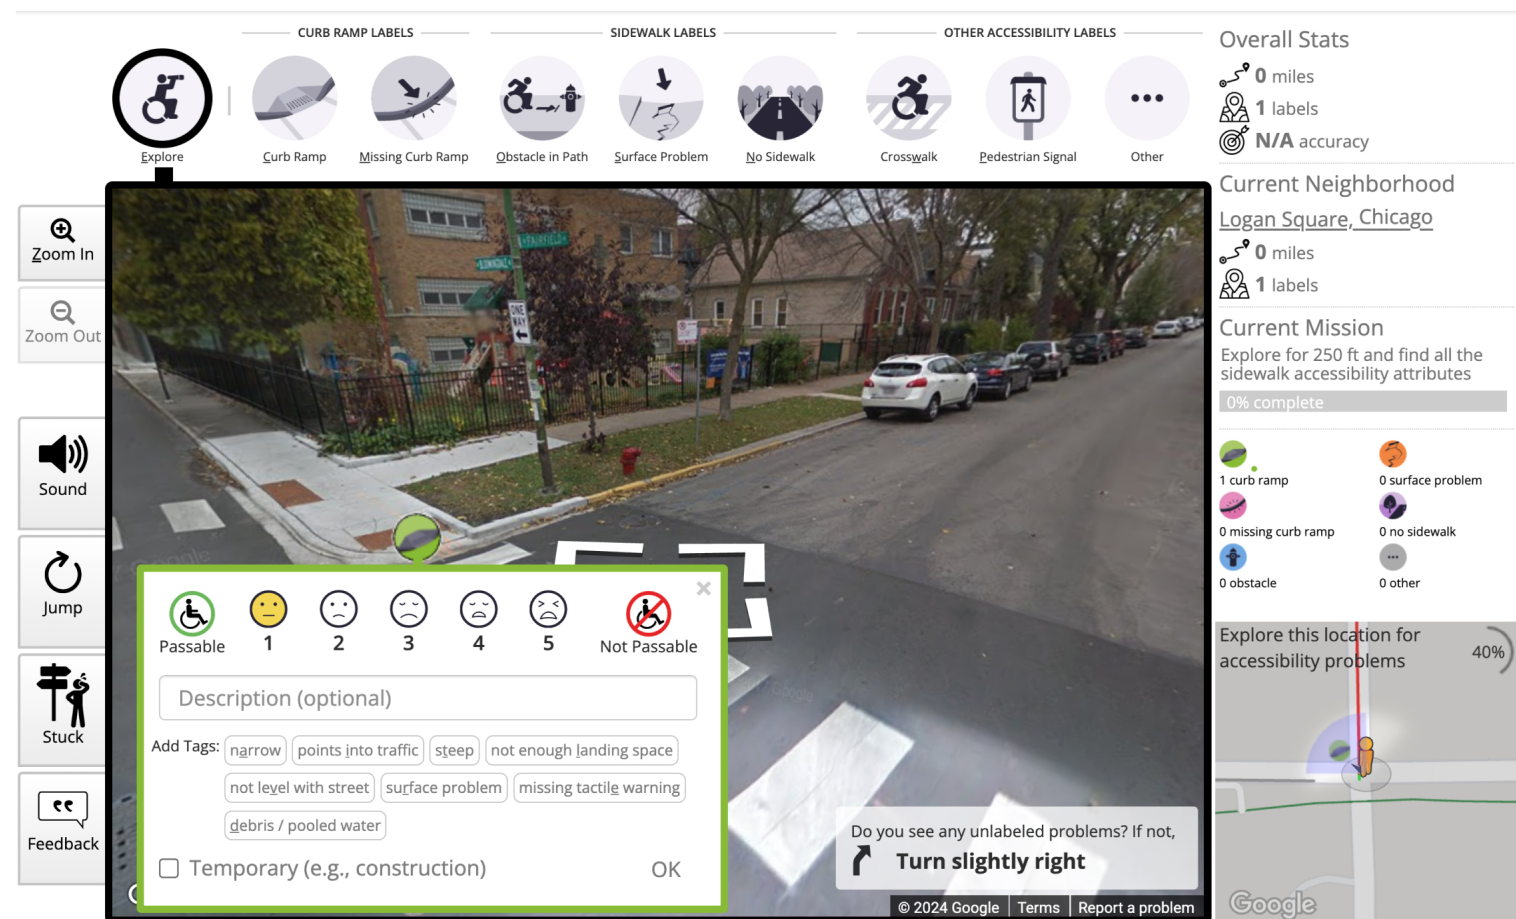 CURB RAMP LABELS
SIDEWALK LABELS
OTHER ACCESSIBILITY LABELS
Explore
Curb Ramp
Missing Curb Ramp
Obstacle in Path
Surface Problem
No Sidewalk
Crosswalk
Pedestrian Signal
Other
Overall Stats
0 miles
1 labels
N/A accuracy
Current Neighborhood
Logan Square, Chicago
0 miles
1 labels
Current Mission
Explore for 250 ft and find all the
sidewalk accessibility attributes
0% complete
1 curb ramp
0 surface problem
0 missing curb ramp
0 no sidewalk
0 obstacle
0 other
Explore this location for
accessibility problems
40%
Google
Zoom In
Zoom Out
Sound
Jump
Stuck
Feedback
FAIRFIELD
BLOOMINGDALE
ONE
WAY
Google
Google
Passable
1
2
3
4
5
Not Passable
×
Description (optional)
Add Tags:
narrow
points into traffic
steep
not enough landing space
not level with street
surface problem
missing tactile warning
debris / pooled water
Temporary (e.g., construction)
OK
Do you see any unlabeled problems? If not,
Turn slightly right
© 2024 Google
Terms
Report a problem